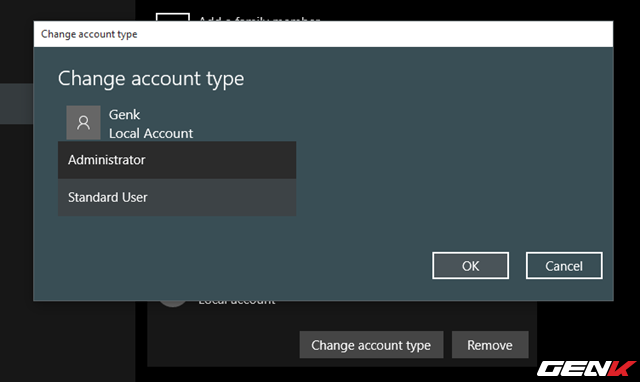 Add a family member
Change account type
Change account type
Genk
Local Account
Administrator
Standard User
OK
Cancel
Local account
Change account type
Remove
GENK